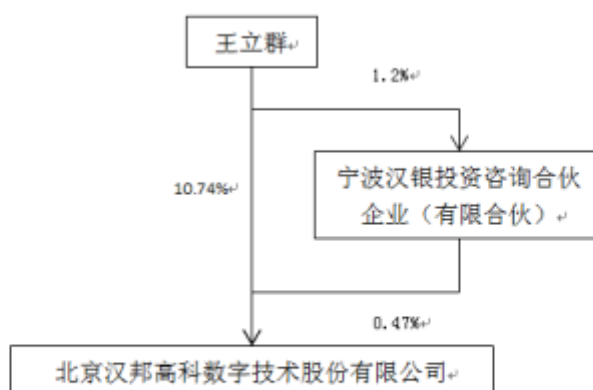 王立群
1.2%
10.74%
宁波汉银投资咨询合伙
企业（有限合伙）
0.47%
北京汉邦高科数字技术股份有限公司